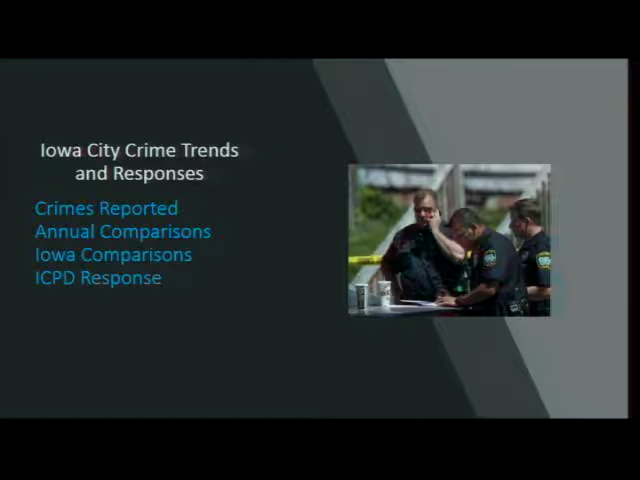 Iowa City Crime Trends
and Responses
Crimes Reported
Annual Comparisons
Iowa Comparisons
ICPD Response